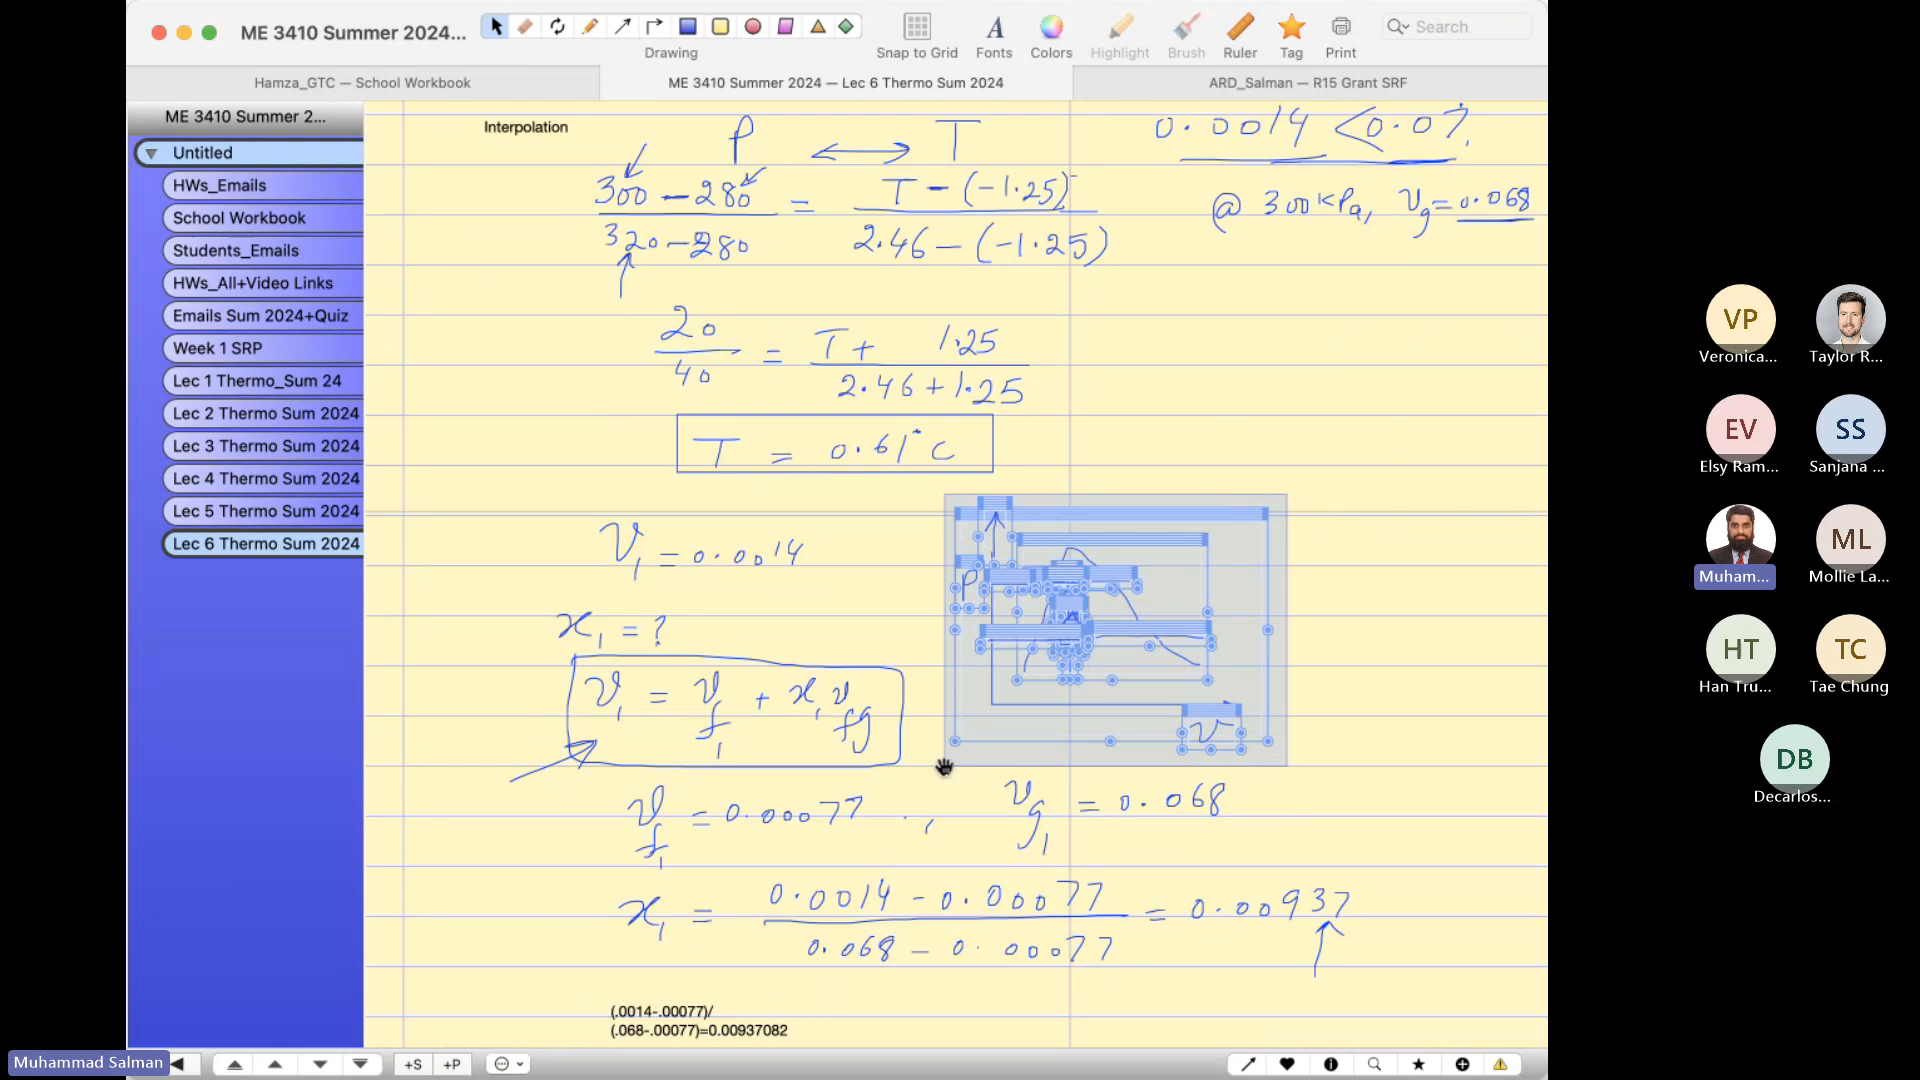 ME 3410 Summer 2024...
Drawing
Snap to Grid
Fonts
Colors
Highlight
Brush
Ruler
Tag
Print
Search
Hamza_GTC — School Workbook
ME 3410 Summer 2024 — Lec 6 Thermo Sum 2024
ARD_Salman — R15 Grant SRF
ME 3410 Summer 2...
Untitled
HWs_Emails
School Workbook
Students_Emails
HWs_All+Video Links
Emails Sum 2024+Quiz
Week 1 SRP
Lec 1 Thermo_Sum 24
Lec 2 Thermo Sum 2024
Lec 3 Thermo Sum 2024
Lec 4 Thermo Sum 2024
Lec 5 Thermo Sum 2024
Lec 6 Thermo Sum 2024
Interpolation
P ↔ T
300 - 280 = T - (-1.25)
320 - 280 2.46 - (-1.25)
0.0014 < 0.07?
@ 300 kPa, vg = 0.068
20 = T + 1.25
40 2.46 + 1.25
T = 0.61°C
v1 = 0.0014
x1 = ?
v1 = vf1 + x1 vfg
P
v
vf1 = 0.00077 , vg1 = 0.068
x1 = 0.0014 - 0.00077 = 0.00937
0.068 - 0.00077
(.0014-.00077)/
(.068-.00077)=0.00937082
+S
+P
Muhammad Salman
VP
Veronica...
Taylor R...
EV
Elsy Ram...
SS
Sanjana ...
Muham...
ML
Mollie La...
HT
Han Tru...
TC
Tae Chung
DB
Decarlos...